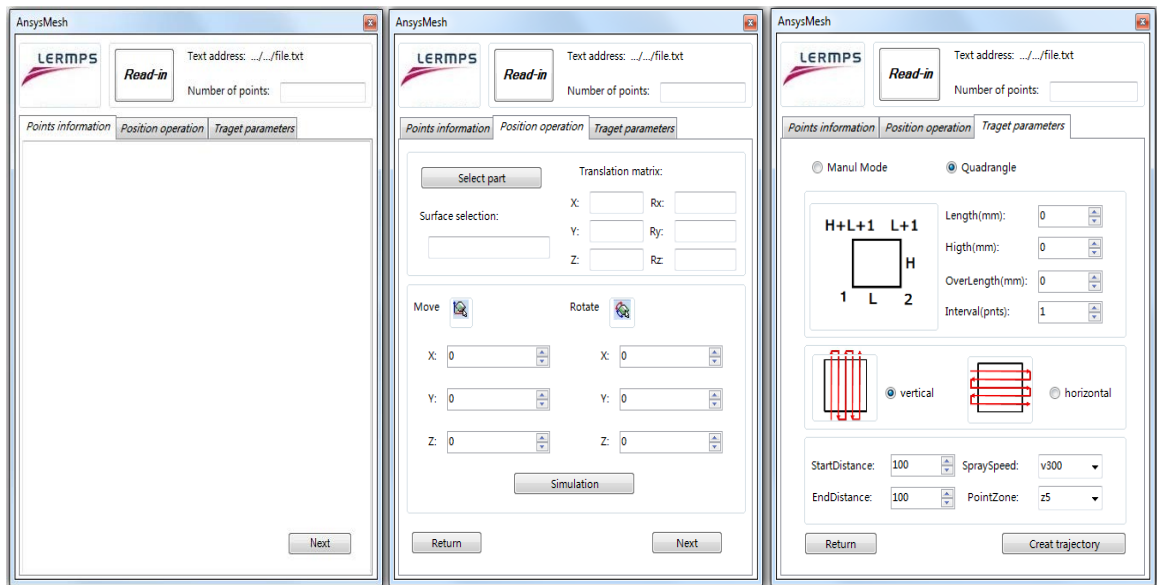 AnsysMesh
LERMPS
Read-in
Text address: .../.../file.txt
Number of points:
Points information
Position operation
Traget parameters
Next
AnsysMesh
LERMPS
Read-in
Text address: .../.../file.txt
Number of points:
Points information
Position operation
Traget parameters
Select part
Translation matrix:
X:
Rx:
Surface selection:
Y:
Ry:
Z:
Rz:
Move
Rotate
X: 0
X: 0
Y: 0
Y: 0
Z: 0
Z: 0
Simulation
Return
Next
AnsysMesh
LERMPS
Read-in
Text address: .../.../file.txt
Number of points:
Points information
Position operation
Traget parameters
Manul Mode
Quadrangle
H+L+1 L+1
H
1 L 2
Length(mm): 0
Higth(mm): 0
OverLength(mm): 0
Interval(pnts): 1
vertical
horizontal
StartDistance: 100
SpraySpeed: v300
EndDistance: 100
PointZone: z5
Return
Creat trajectory